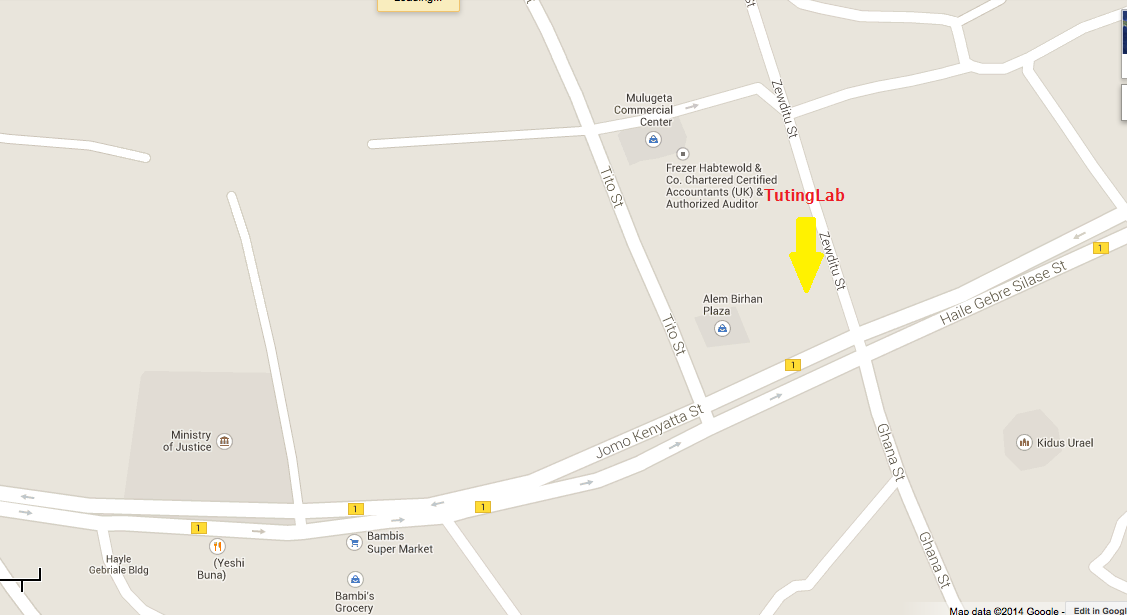 Loading...
St
Mulugeta
Commercial
Center
Zewditu St
Frezer Habtewold &
Co. Chartered Certified
Accountants (UK) &
Authorized Auditor
TutingLab
Tito St
Zewditu St
1
Haile Gebre Silase St
Alem Birhan
Plaza
Tito St
1
Jomo Kenyatta St
Ministry
of Justice
Ghana St
Kidus Urael
1
1
1
Bambis
Super Market
Hayle
Gebriale Bldg
(Yeshi
Buna)
Ghana St
Bambi's
Grocery
Map data ©2014 Google -
Edit in Googl